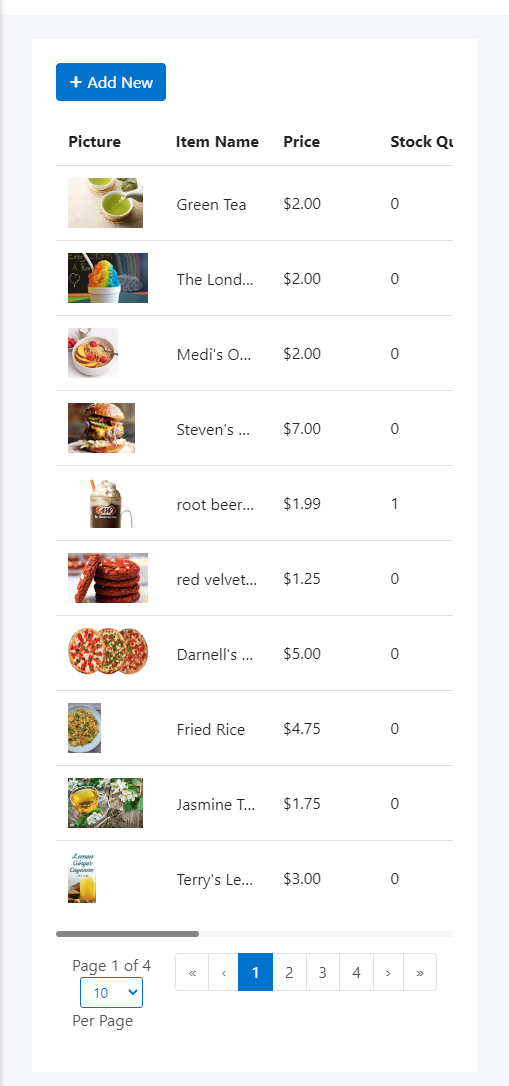 + Add New
Picture Item Name Price Stock Qu
Green Tea $2.00 0
The Lond... $2.00 0
Medi's O... $2.00 0
Steven's ... $7.00 0
A&W
root beer... $1.99 1
red velvet... $1.25 0
Darnell's ... $5.00 0
Fried Rice $4.75 0
Jasmine T... $1.75 0
Lemon
Ginger
Cayenne
Terry's Le... $3.00 0
Page 1 of 4
« ‹ 1 2 3 4 › »
10
Per Page